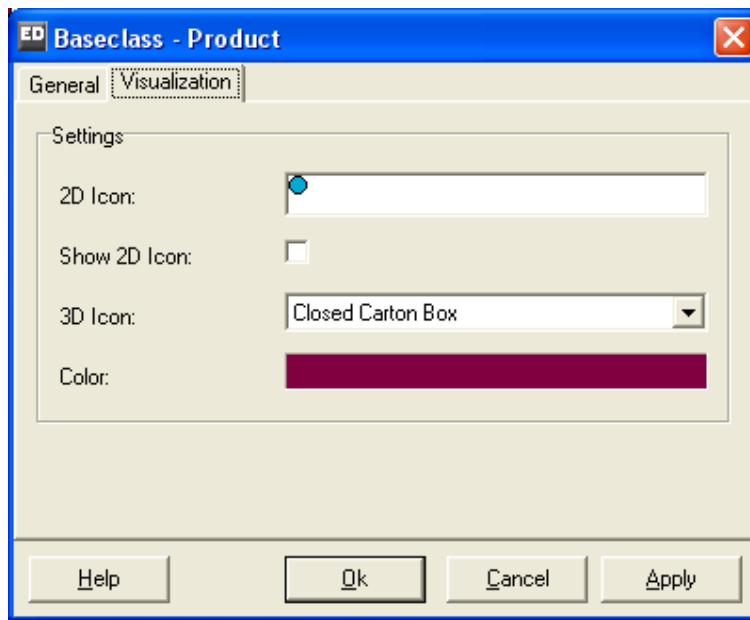 ED Baseclass - Product
General Visualization
Settings
2D Icon:
Show 2D Icon:
3D Icon: Closed Carton Box
Color:
Help Ok Cancel Apply